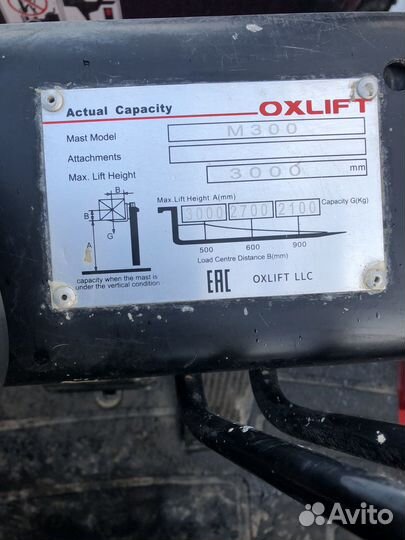 Actual Capacity OXLIFT
Mast Model M300
Attachments
Max. Lift Height 3000 mm
Max.Lift Height A(mm)
3000 2700 2100 Capacity G(Kg)
B
B
G
A
500 600 900
Load Centre Distance B(mm)
capacity when the mast is
under the vertical condition
EAC OXLIFT LLC
Avito